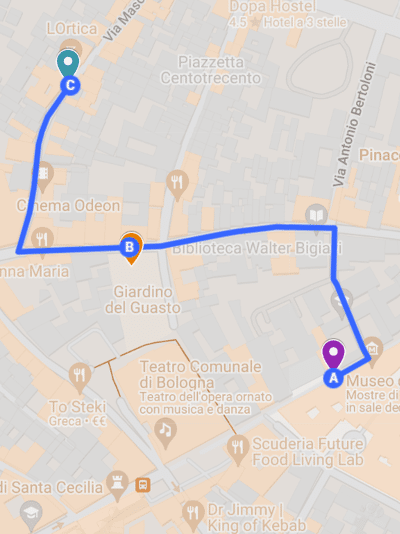 Dopa Hostel
4.5 ★ Hotel a 3 stelle
LOrtica
Via Masc
Piazzetta
Centotrecento
C
Via Antonio Bertoloni
Pinac
Cinema Odeon
B
nna Maria
Biblioteca Walter Bigiavi
Giardino
del Guasto
Teatro Comunale
di Bologna
Teatro dell'opera ornato
con musica e danza
A
Museo d
Mostre di
in sale de
To Steki
Greca • €€
Scuderia Future
Food Living Lab
di Santa Cecilia
Dr Jimmy |
King of Kebab